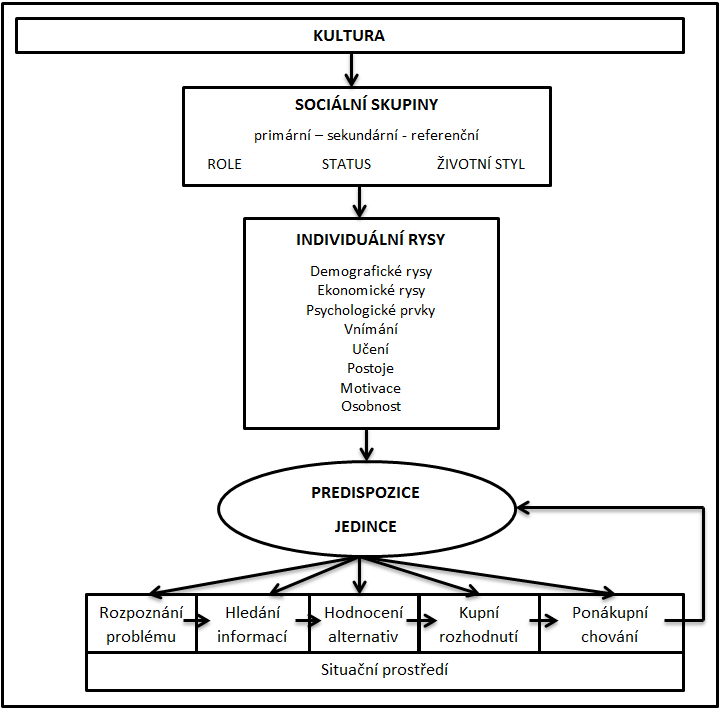 KULTURA
SOCIÁLNÍ SKUPINY
primární – sekundární - referenční
ROLE STATUS ŽIVOTNÍ STYL
INDIVIDUÁLNÍ RYSY
Demografické rysy
Ekonomické rysy
Psychologické prvky
Vnímání
Učení
Postoje
Motivace
Osobnost
PREDISPOZICE
JEDINCE
Rozpoznání
problému
Hledání
informací
Hodnocení
alternativ
Kupní
rozhodnutí
Ponákupní
chování
Situační prostředí